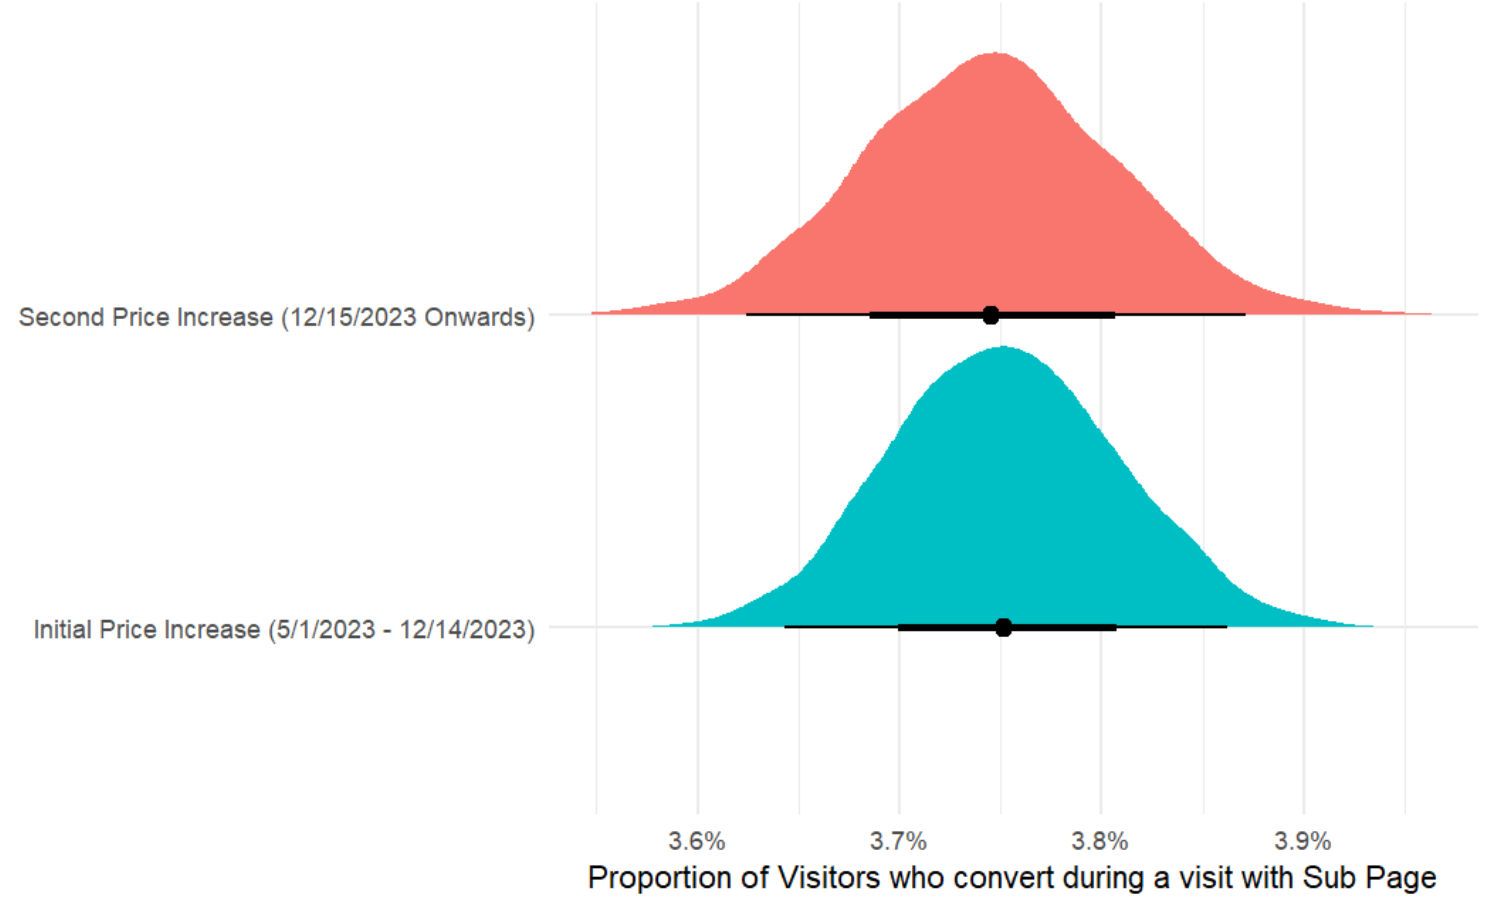 Second Price Increase (12/15/2023 Onwards)
Initial Price Increase (5/1/2023 - 12/14/2023)
3.6% 3.7% 3.8% 3.9%
Proportion of Visitors who convert during a visit with Sub Page